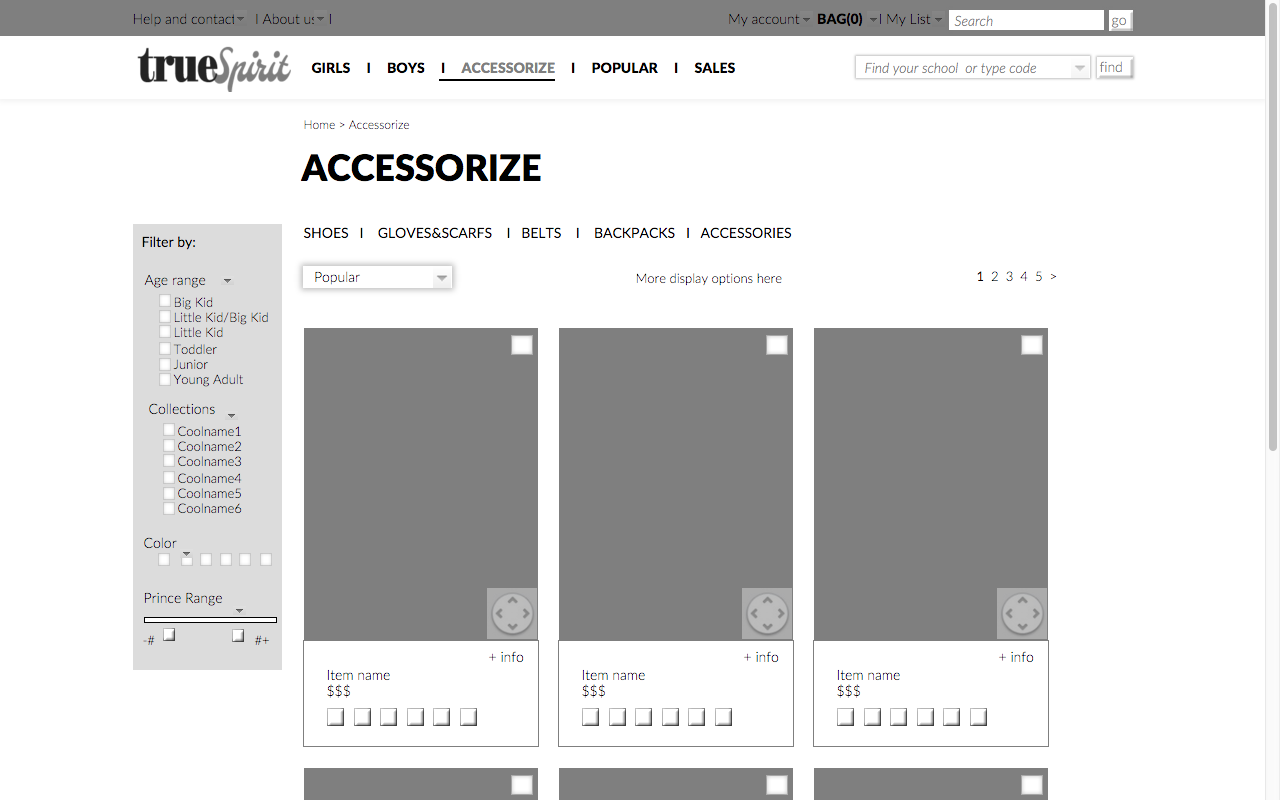 Help and contact I About us I
My account BAG(0) I My List Search go
trueSpirit GIRLS I BOYS I ACCESSORIZE I POPULAR I SALES Find your school or type code find
Home > Accessorize
ACCESSORIZE
SHOES I GLOVES&SCARFS I BELTS I BACKPACKS I ACCESSORIES
Popular More display options here 1 2 3 4 5 >
Filter by:
Age range
Big Kid
Little Kid/Big Kid
Little Kid
Toddler
Junior
Young Adult
Collections
Coolname1
Coolname2
Coolname3
Coolname4
Coolname5
Coolname6
Color
Prince Range
-# #+
+ info
Item name
$$$
+ info
Item name
$$$
+ info
Item name
$$$